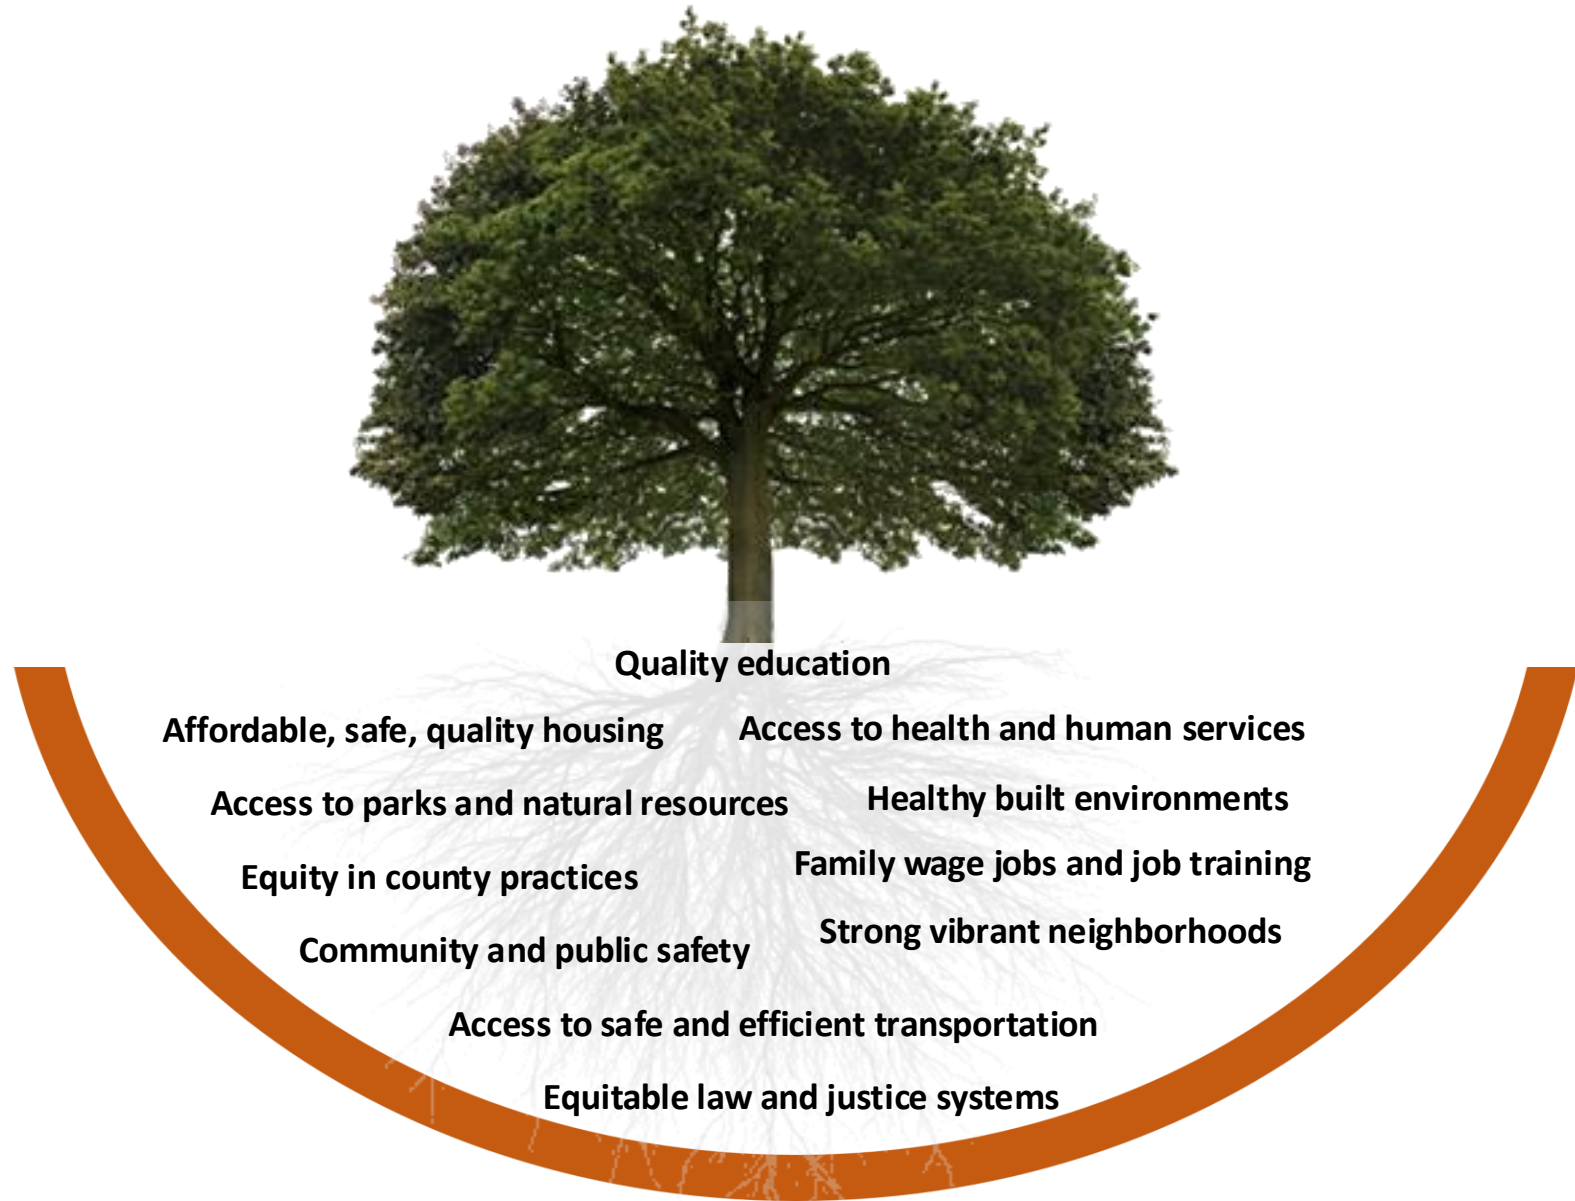 Quality education
Affordable, safe, quality housing
Access to health and human services
Access to parks and natural resources
Healthy built environments
Equity in county practices
Family wage jobs and job training
Community and public safety
Strong vibrant neighborhoods
Access to safe and efficient transportation
Equitable law and justice systems